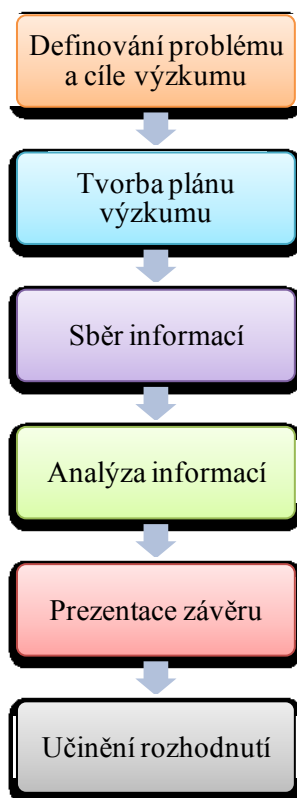 Definování problému
a cíle výzkumu
Tvorba plánu
výzkumu
Sběr informací
Analýza informací
Prezentace závěru
Učinění rozhodnutí